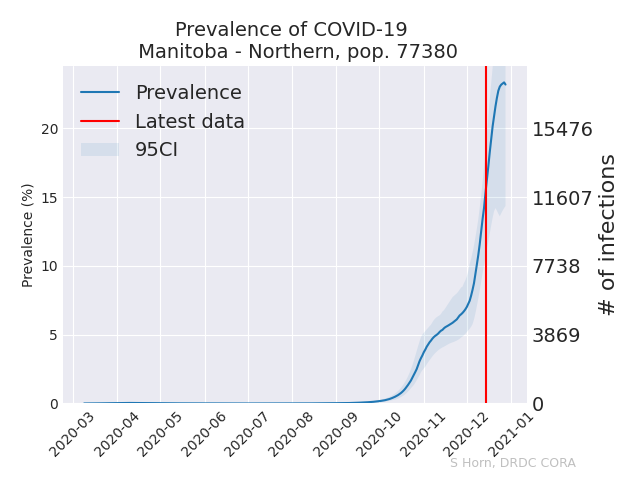 Prevalence of COVID-19
Manitoba - Northern, pop. 77380
Prevalence
Latest data
95CI
Prevalence (%)
20
15
10
5
0
15476
11607
7738
3869
0
# of infections
2020-03
2020-04
2020-05
2020-06
2020-07
2020-08
2020-09
2020-10
2020-11
2020-12
2021-01
S Horn, DRDC CORA